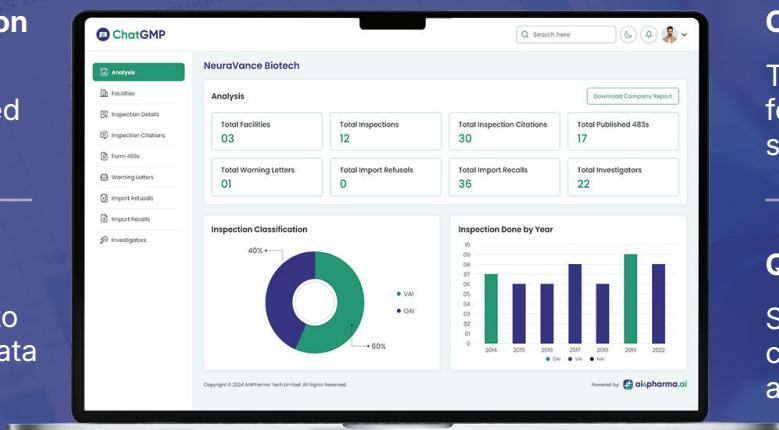 on
ed
to
ata
ChatGMP
Search here
Analysis
Facilities
Inspection Details
Inspection Citations
Form 483s
Warning Letters
Import Refusals
Import Recalls
Investigators
NeuraVance Biotech
Analysis
Download Company Report
Total Facilities
03
Total Inspections
12
Total Inspection Citations
30
Total Published 483s
17
Total Warning Letters
01
Total Import Refusals
0
Total Import Recalls
36
Total Investigators
22
Inspection Classification
40%
VAI
OAI
60%
Inspection Done by Year
10
09
08
07
06
05
04
03
02
01
0
2014 2015 2016 2017 2018 2019 2022
OAI VAI NAI
Copyright © 2024 AI4Pharma Tech Limited. All Rights Reserved.
Powered by: ai4pharma.ai
T
fo
s
S
c
a